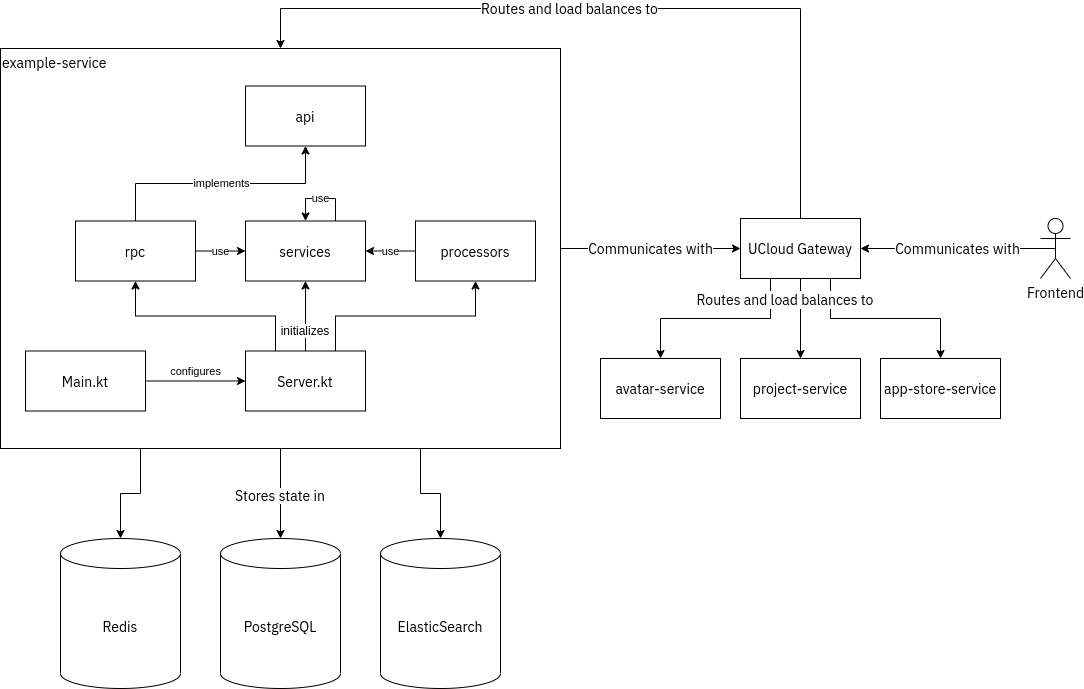 Routes and load balances to
example-service
api
implements
use
rpc
use
services
use
processors
Communicates with
UCloud Gateway
Communicates with
Frontend
Routes and load balances to
initializes
Main.kt
configures
Server.kt
avatar-service
project-service
app-store-service
Stores state in
Redis
PostgreSQL
ElasticSearch